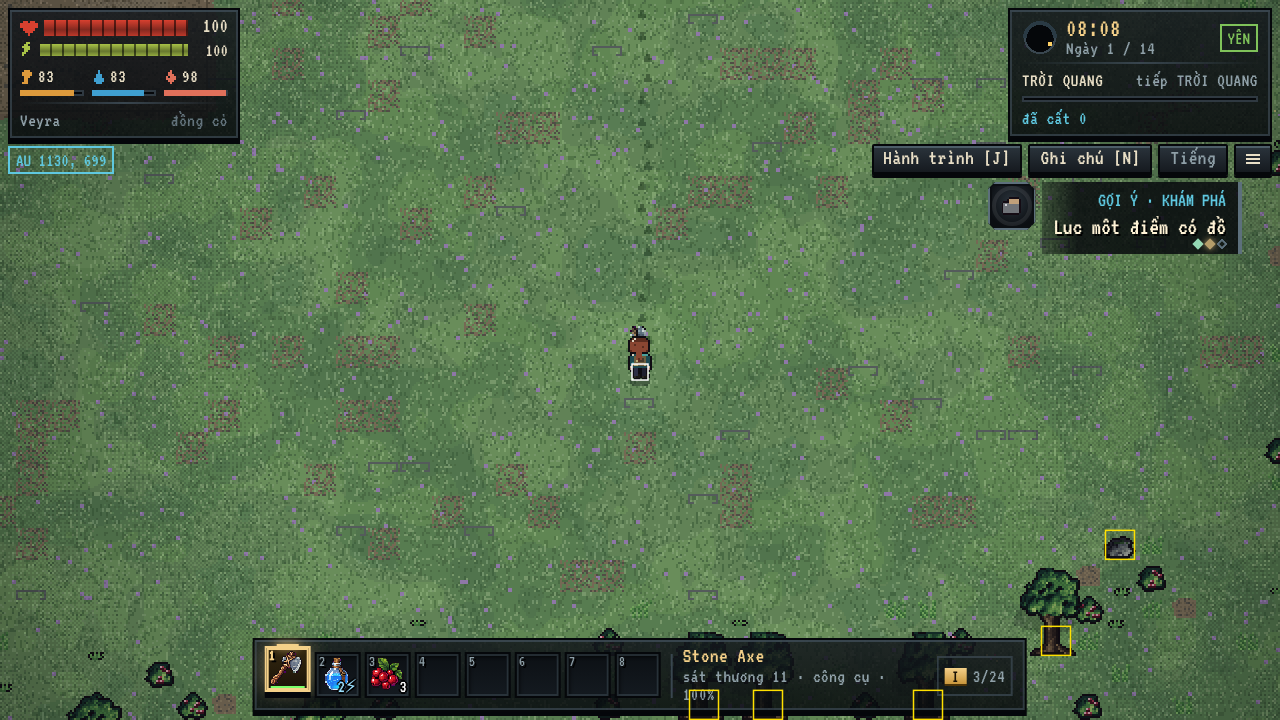 100
100
83 83 98
Veyra đồng cỏ
AU 1130, 699
08:08
Ngày 1 / 14
YÊN
TRỜI QUANG tiếp TRỜI QUANG
đã cất 0
Hành trình [J] Ghi chú [N] Tiếng
GỢI Ý · KHÁM PHÁ
Lục một điểm có đồ
1 2 3 4 5 6 7 8
2
3
Stone Axe
sát thương 11 · công cụ ·
100%
I 3/24